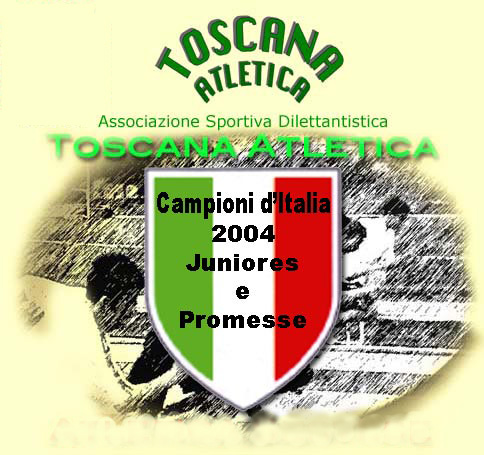 TOSCANA
ATLETICA
Associazione Sportiva Dilettantistica
TOSCANA ATLETICA
Campioni d'Italia
2004
Juniores
e
Promesse